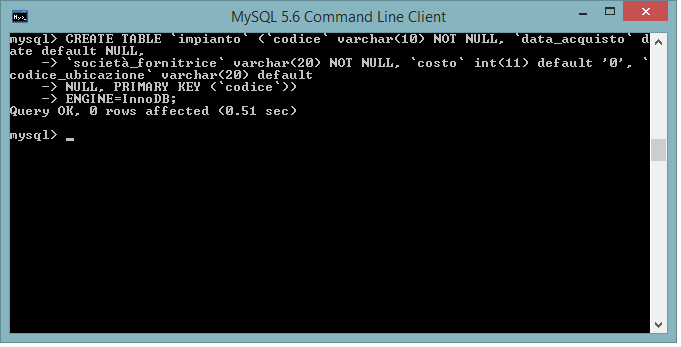 MySQL 5.6 Command Line Client
mysql> CREATE TABLE `impianto` (`codice` varchar(10) NOT NULL, `data_acquisto` d
ate default NULL,
    -> `società_fornitrice` varchar(20) NOT NULL, `costo` int(11) default '0', `
codice_ubicazione` varchar(20) default
    -> NULL, PRIMARY KEY (`codice`))
    -> ENGINE=InnoDB;
Query OK, 0 rows affected (0.51 sec)
mysql> _